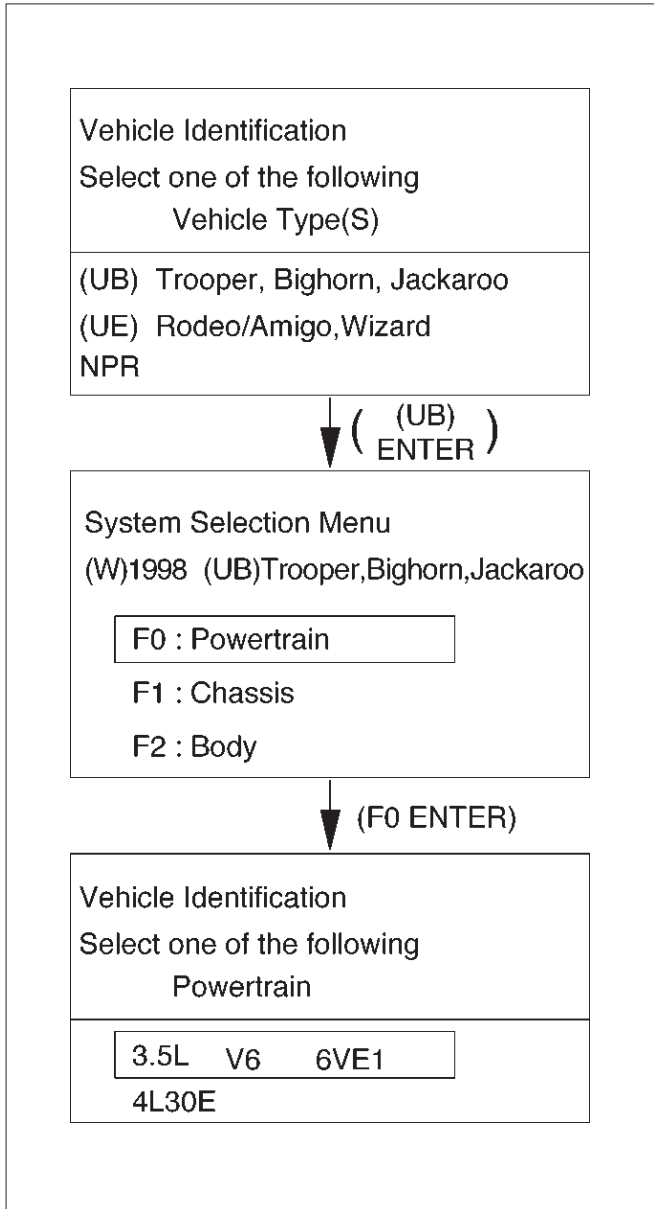 Vehicle Identification
Select one of the following
Vehicle Type(S)
(UB) Trooper, Bighorn, Jackaroo
(UE) Rodeo/Amigo,Wizard
NPR
( (UB)
ENTER )
System Selection Menu
(W)1998 (UB)Trooper,Bighorn,Jackaroo
F0 : Powertrain
F1 : Chassis
F2 : Body
(F0 ENTER)
Vehicle Identification
Select one of the following
Powertrain
3.5L V6 6VE1
4L30E